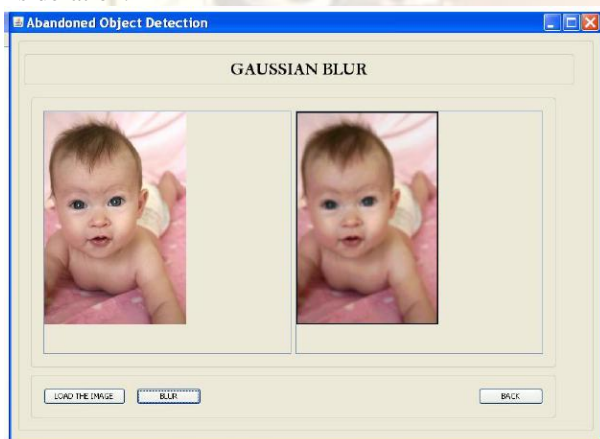 Abandoned Object Detection
GAUSSIAN BLUR
LOAD THE IMAGE
BLUR
BACK